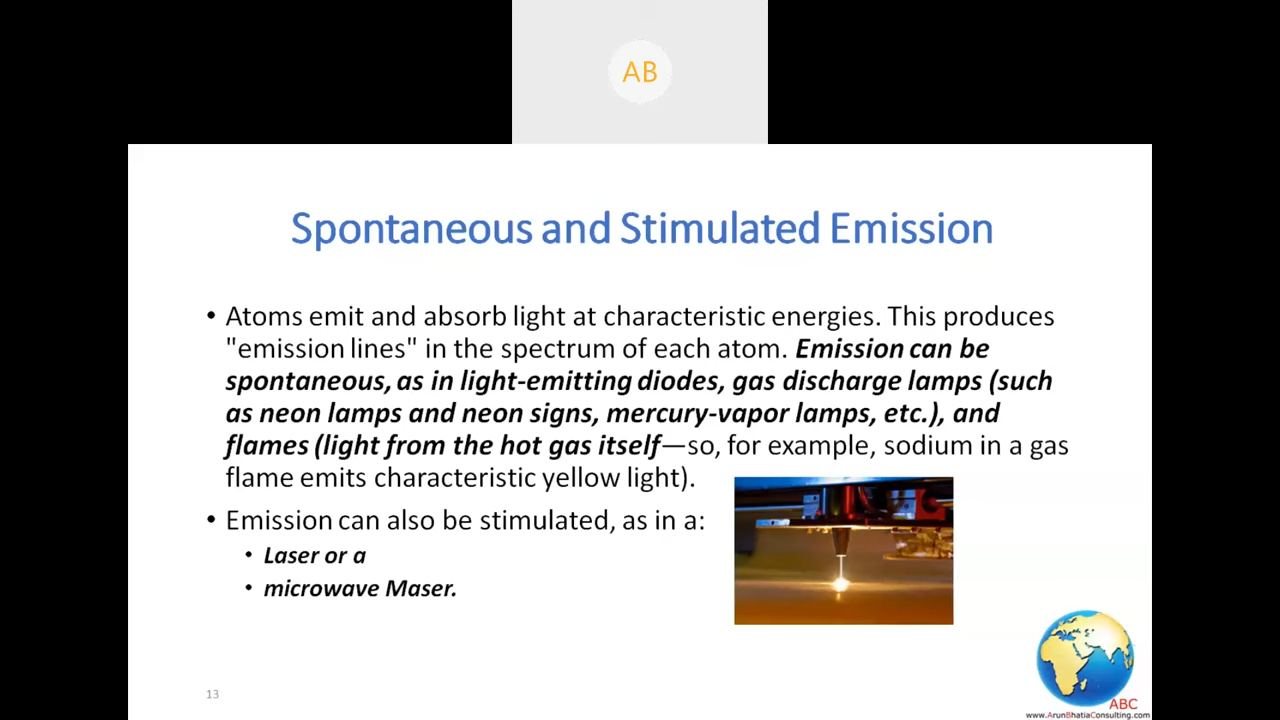 AB
Spontaneous and Stimulated Emission
• Atoms emit and absorb light at characteristic energies. This produces
"emission lines" in the spectrum of each atom. Emission can be
spontaneous, as in light-emitting diodes, gas discharge lamps (such
as neon lamps and neon signs, mercury-vapor lamps, etc.), and
flames (light from the hot gas itself—so, for example, sodium in a gas
flame emits characteristic yellow light).
• Emission can also be stimulated, as in a:
• Laser or a
• microwave Maser.
13
ABC
www.ArunBhatiaConsulting.com